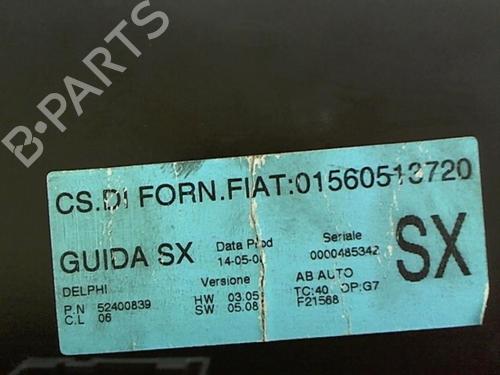 B·PARTS
CS.DI FORN.FIAT:01560513720
GUIDA SX
Data Prod
14-05-0
Seriale
0000485342
SX
DELPHI
P.N 52400839
C.L 06
Versione
HW 03.05
SW 05.08
AB AUTO
TC:40 OP:G7
F21568